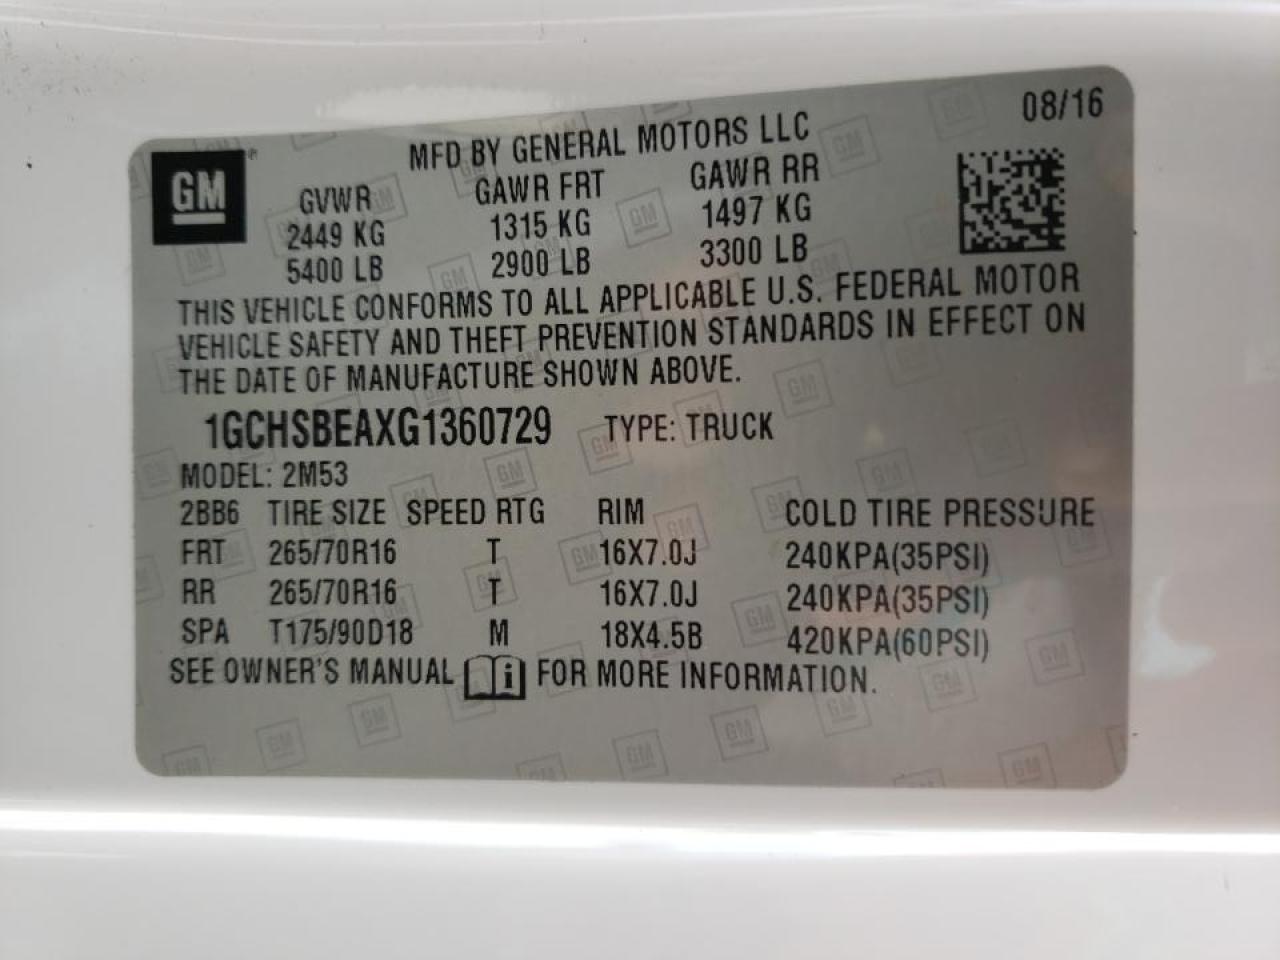 08/16
MFD BY GENERAL MOTORS LLC
GM®
GVWR GAWR FRT GAWR RR
2449 KG 1315 KG 1497 KG
5400 LB 2900 LB 3300 LB
THIS VEHICLE CONFORMS TO ALL APPLICABLE U.S. FEDERAL MOTOR
VEHICLE SAFETY AND THEFT PREVENTION STANDARDS IN EFFECT ON
THE DATE OF MANUFACTURE SHOWN ABOVE.
1GCHSBEAXG1360729 TYPE: TRUCK
MODEL: 2M53
2BB6 TIRE SIZE SPEED RTG RIM COLD TIRE PRESSURE
FRT 265/70R16 T 16X7.0J 240KPA(35PSI)
RR 265/70R16 T 16X7.0J 240KPA(35PSI)
SPA T175/90D18 M 18X4.5B 420KPA(60PSI)
SEE OWNER'S MANUAL i FOR MORE INFORMATION.